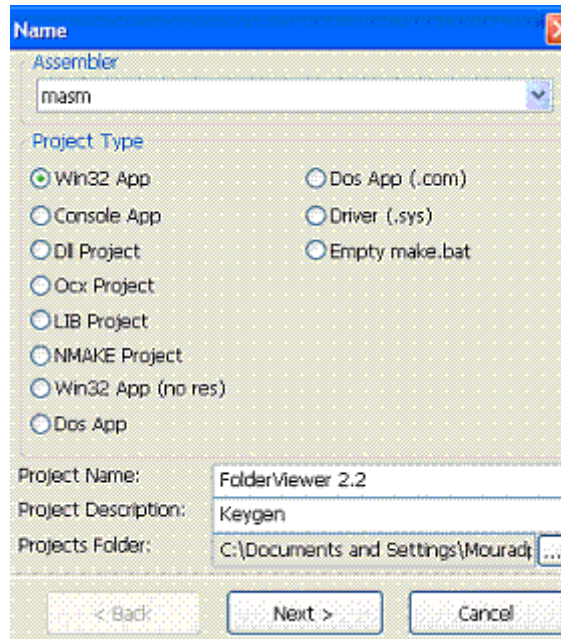 Name
Assembler
masm
Project Type
Win32 App
Dos App (.com)
Console App
Driver (.sys)
Dll Project
Empty make.bat
Ocx Project
LIB Project
NMAKE Project
Win32 App (no res)
Dos App
Project Name: FolderViewer 2.2
Project Description: Keygen
Projects Folder: C:\Documents and Settings\Mourad ...
< Back Next > Cancel